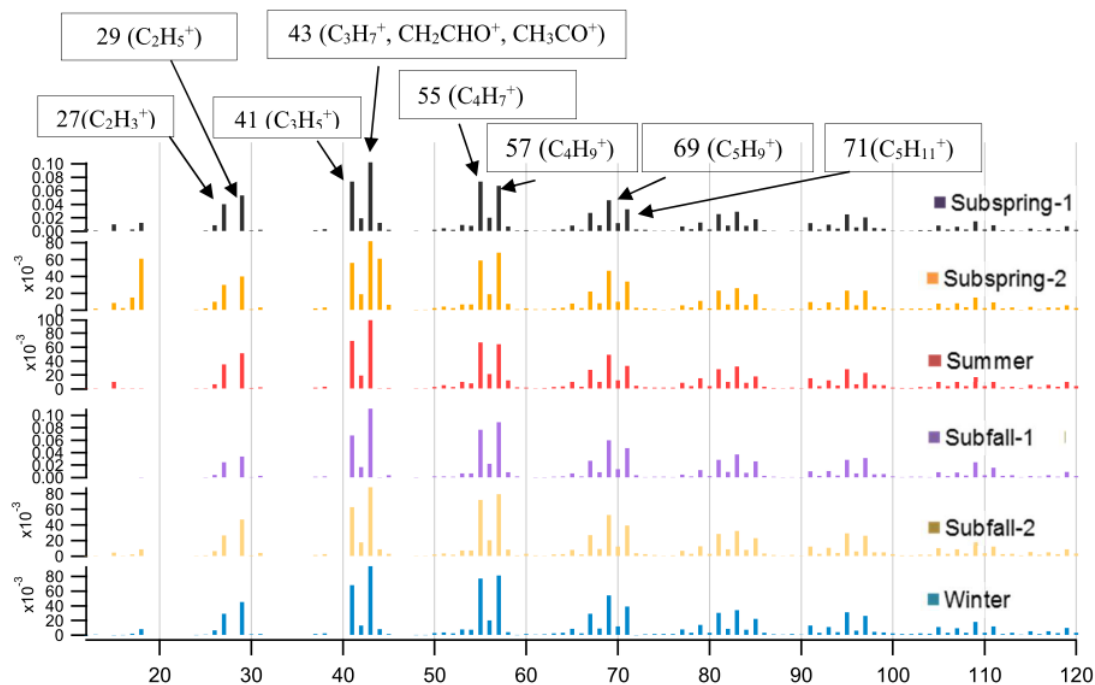 29 (C₂H₅⁺)
43 (C₃H₇⁺, CH₂CHO⁺, CH₃CO⁺)
27(C₂H₃⁺)
41 (C₃H₅⁺)
55 (C₄H₇⁺)
57 (C₄H₉⁺)
69 (C₅H₉⁺)
71(C₅H₁₁⁺)
0.10
0.08
0.06
0.04
0.02
0.00
Subspring-1
80
60
40
20
0
x10⁻³
Subspring-2
100
80
60
40
20
0
x10⁻³
Summer
0.10
0.08
0.06
0.04
0.02
0.00
Subfall-1
80
60
40
20
0
x10⁻³
Subfall-2
80
60
40
20
0
x10⁻³
Winter
20 30 40 50 60 70 80 90 100 110 120